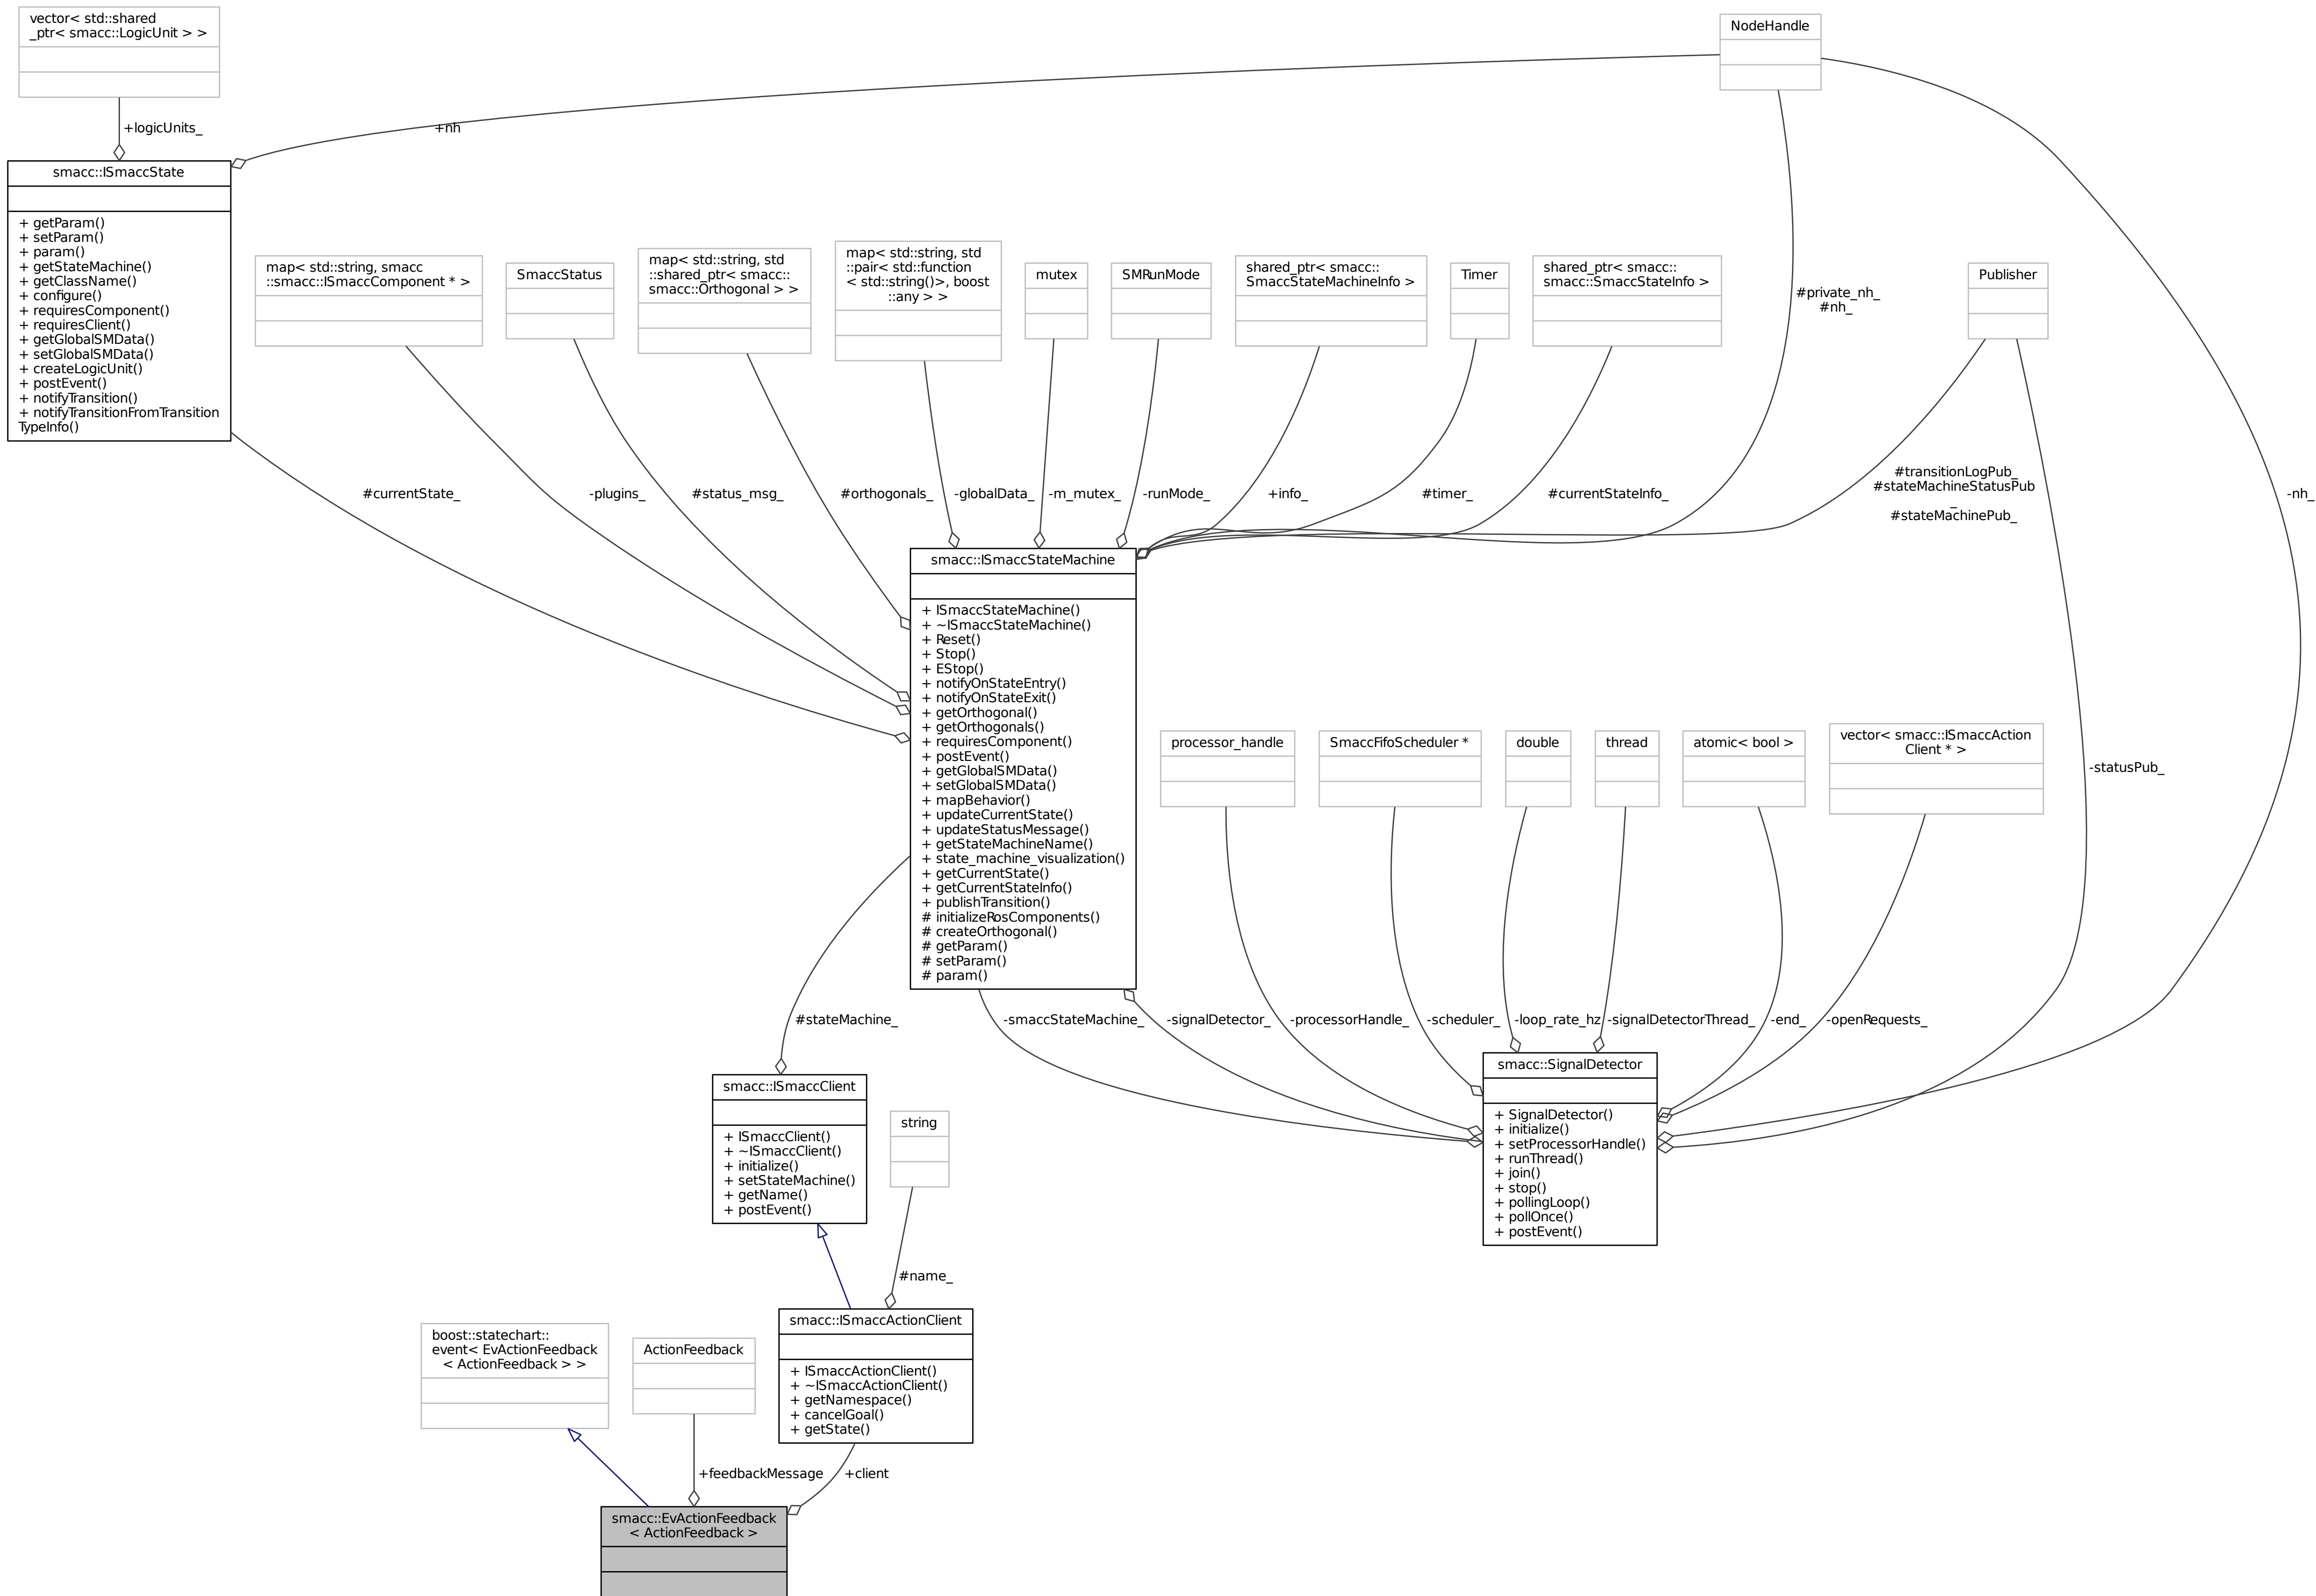 vector< std::shared
_ptr< smacc::LogicUnit > >
NodeHandle
+logicUnits_
+nh
smacc::ISmaccState
+ getParam()
+ setParam()
+ param()
+ getStateMachine()
+ getClassName()
+ configure()
+ requiresComponent()
+ requiresClient()
+ getGlobalSMData()
+ setGlobalSMData()
+ createLogicUnit()
+ postEvent()
+ notifyTransition()
+ notifyTransitionFromTransition
TypeInfo()
map< std::string, smacc
::smacc::ISmaccComponent * >
SmaccStatus
map< std::string, std
::shared_ptr< smacc::
smacc::Orthogonal > >
map< std::string, std
::pair< std::function
< std::string()>, boost
::any > >
mutex
SMRunMode
shared_ptr< smacc::
SmaccStateMachineInfo >
Timer
shared_ptr< smacc::
smacc::SmaccStateInfo >
#private_nh_
#nh_
Publisher
#currentState_
-plugins_
#status_msg_
#orthogonals_
-globalData_
-m_mutex_
-runMode_
+info_
#timer_
#currentStateInfo_
#transitionLogPub_
#stateMachineStatusPub
_
#stateMachinePub_
-nh_
smacc::ISmaccStateMachine
+ ISmaccStateMachine()
+ ~ISmaccStateMachine()
+ Reset()
+ Stop()
+ EStop()
+ notifyOnStateEntry()
+ notifyOnStateExit()
+ getOrthogonal()
+ getOrthogonals()
+ requiresComponent()
+ postEvent()
+ getGlobalSMData()
+ setGlobalSMData()
+ mapBehavior()
+ updateCurrentState()
+ updateStatusMessage()
+ getStateMachineName()
+ state_machine_visualization()
+ getCurrentState()
+ getCurrentStateInfo()
+ publishTransition()
# initializeRosComponents()
# createOrthogonal()
# getParam()
# setParam()
# param()
processor_handle
SmaccFifoScheduler *
double
thread
atomic< bool >
vector< smacc::ISmaccAction
Client * >
-statusPub_
#stateMachine_
-smaccStateMachine_
-signalDetector_
-processorHandle_
-scheduler_
-loop_rate_hz
-signalDetectorThread_
-end_
-openRequests_
smacc::SignalDetector
+ SignalDetector()
+ initialize()
+ setProcessorHandle()
+ runThread()
+ join()
+ stop()
+ pollingLoop()
+ pollOnce()
+ postEvent()
smacc::ISmaccClient
+ ISmaccClient()
+ ~ISmaccClient()
+ initialize()
+ setStateMachine()
+ getName()
+ postEvent()
string
#name_
smacc::ISmaccActionClient
+ ISmaccActionClient()
+ ~ISmaccActionClient()
+ getNamespace()
+ cancelGoal()
+ getState()
boost::statechart::
event< EvActionFeedback
< ActionFeedback > >
ActionFeedback
+feedbackMessage
+client
smacc::EvActionFeedback
< ActionFeedback >